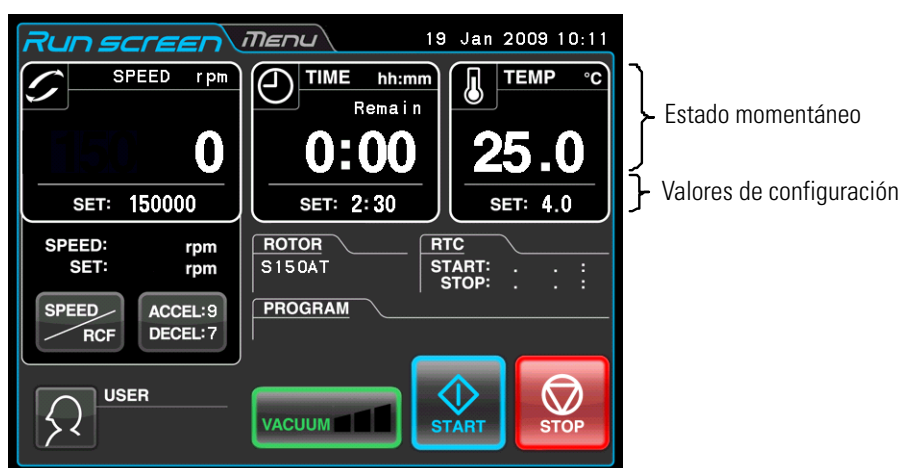 Run screen Menu 19 Jan 2009 10:11
SPEED rpm
0
SET: 150000
TIME hh:mm
Remain
0:00
SET: 2:30
TEMP °C
25.0
SET: 4.0
Estado momentáneo
Valores de configuración
SPEED: rpm
SET: rpm
SPEED
RCF
ACCEL:9
DECEL:7
ROTOR
S150AT
RTC
START: . . :
STOP: . . :
PROGRAM
USER
VACUUM
START
STOP